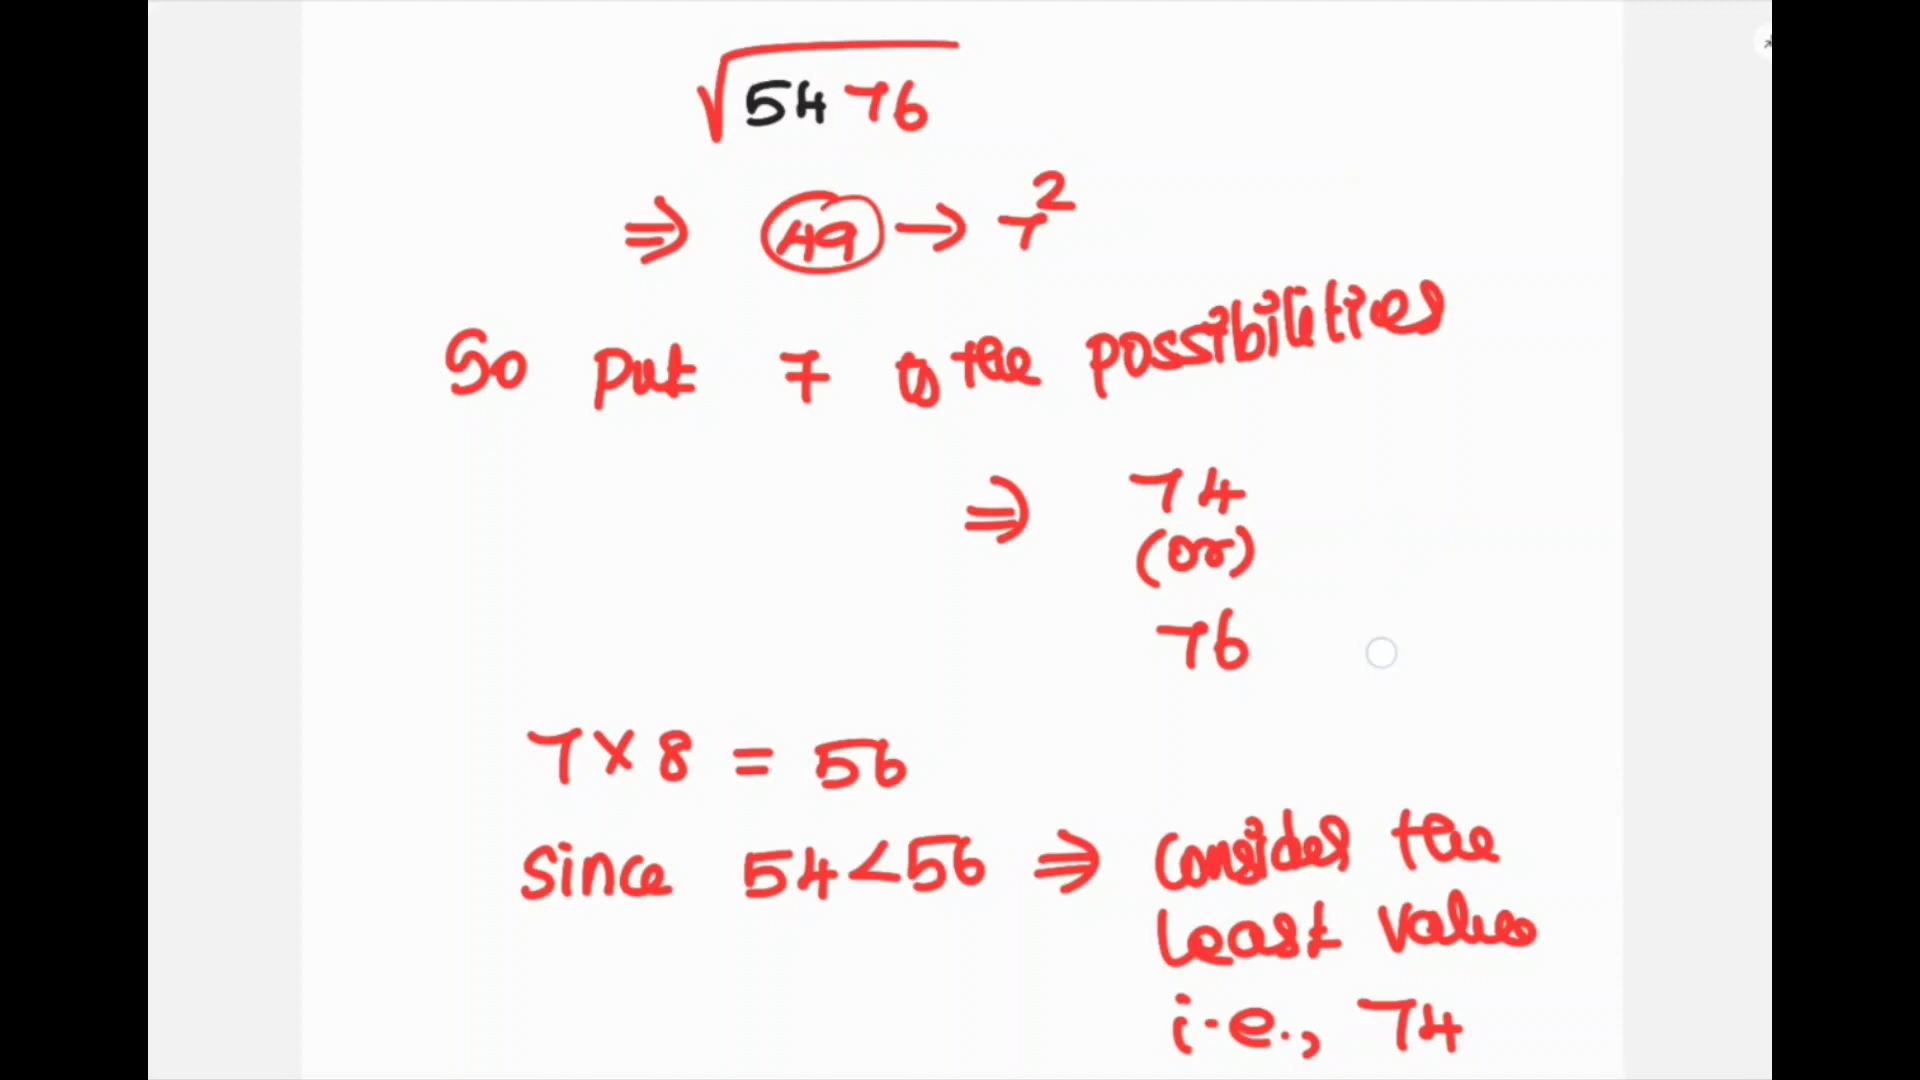 √5476
⇒ 49 → 7²
So put 7 to the possibilities
⇒ 74
(or)
76
7 × 8 = 56
Since 54 < 56 ⇒ Consider the
least value
i.e., 74